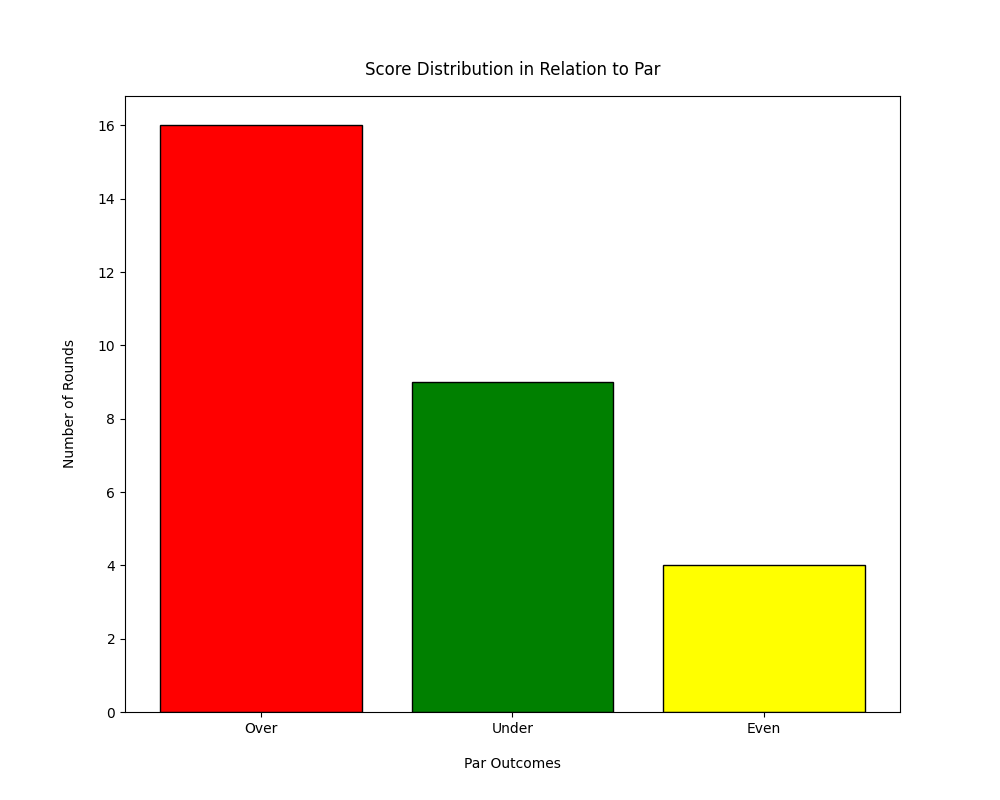 Score Distribution in Relation to Par
16
14
12
10
8
6
4
2
0
Number of Rounds
Over Under Even
Par Outcomes